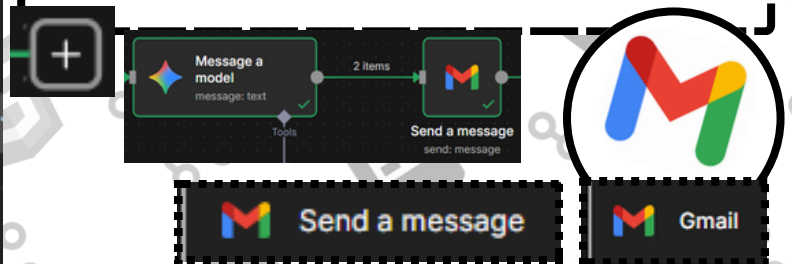 Message a
model
message: text
2 items
Tools
Send a message
send: message
Send a message
Gmail